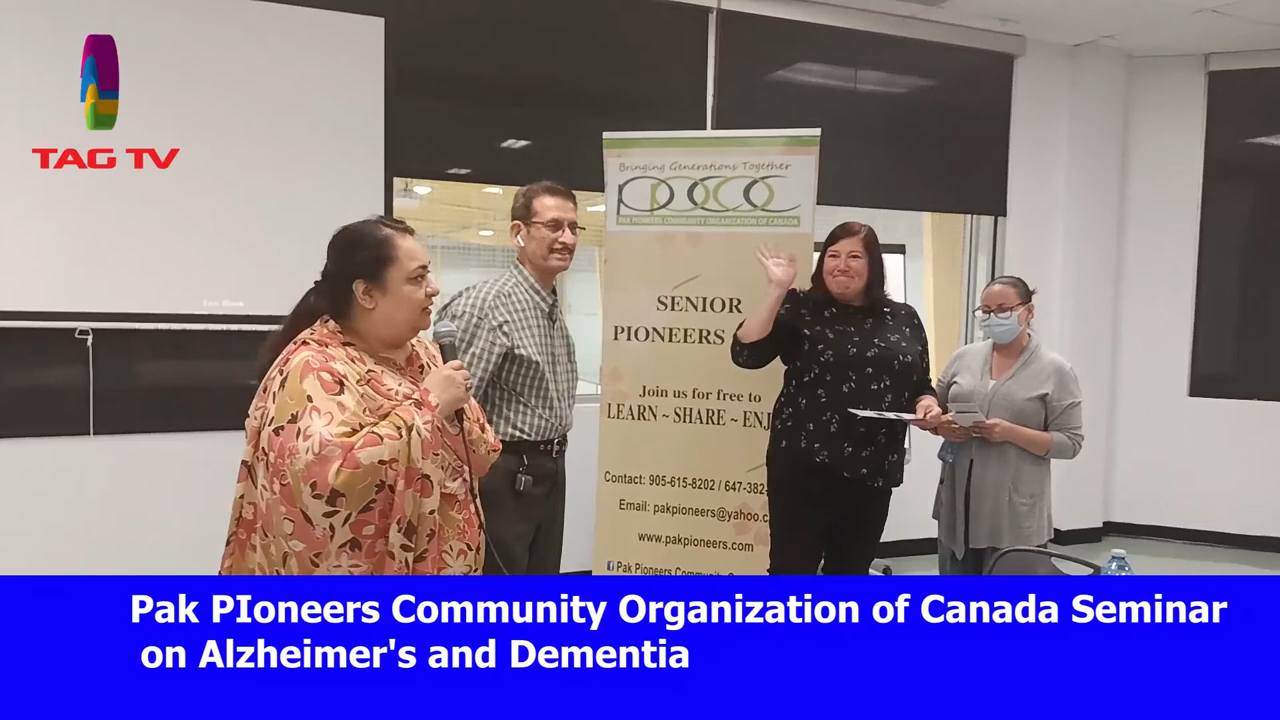 TAG TV
Bringing Generations Together
PPCOC
PAK PIONEERS COMMUNITY ORGANIZATION OF CANADA
SENIOR
PIONEERS
Join us for free to
LEARN ~ SHARE ~ ENJ
Contact: 905-615-8202 / 647-382-
Email: pakpioneers@yahoo.c
www.pakpioneers.com
Pak Pioneers Community
Pak PIoneers Community Organization of Canada Seminar
on Alzheimer's and Dementia